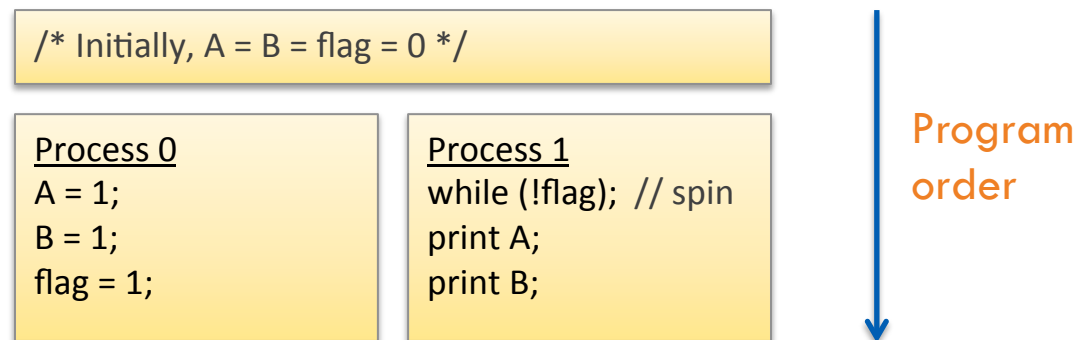 /* Initially, A = B = flag = 0 */
Process 0
A = 1;
B = 1;
flag = 1;
Process 1
while (!flag); // spin
print A;
print B;
Program
order